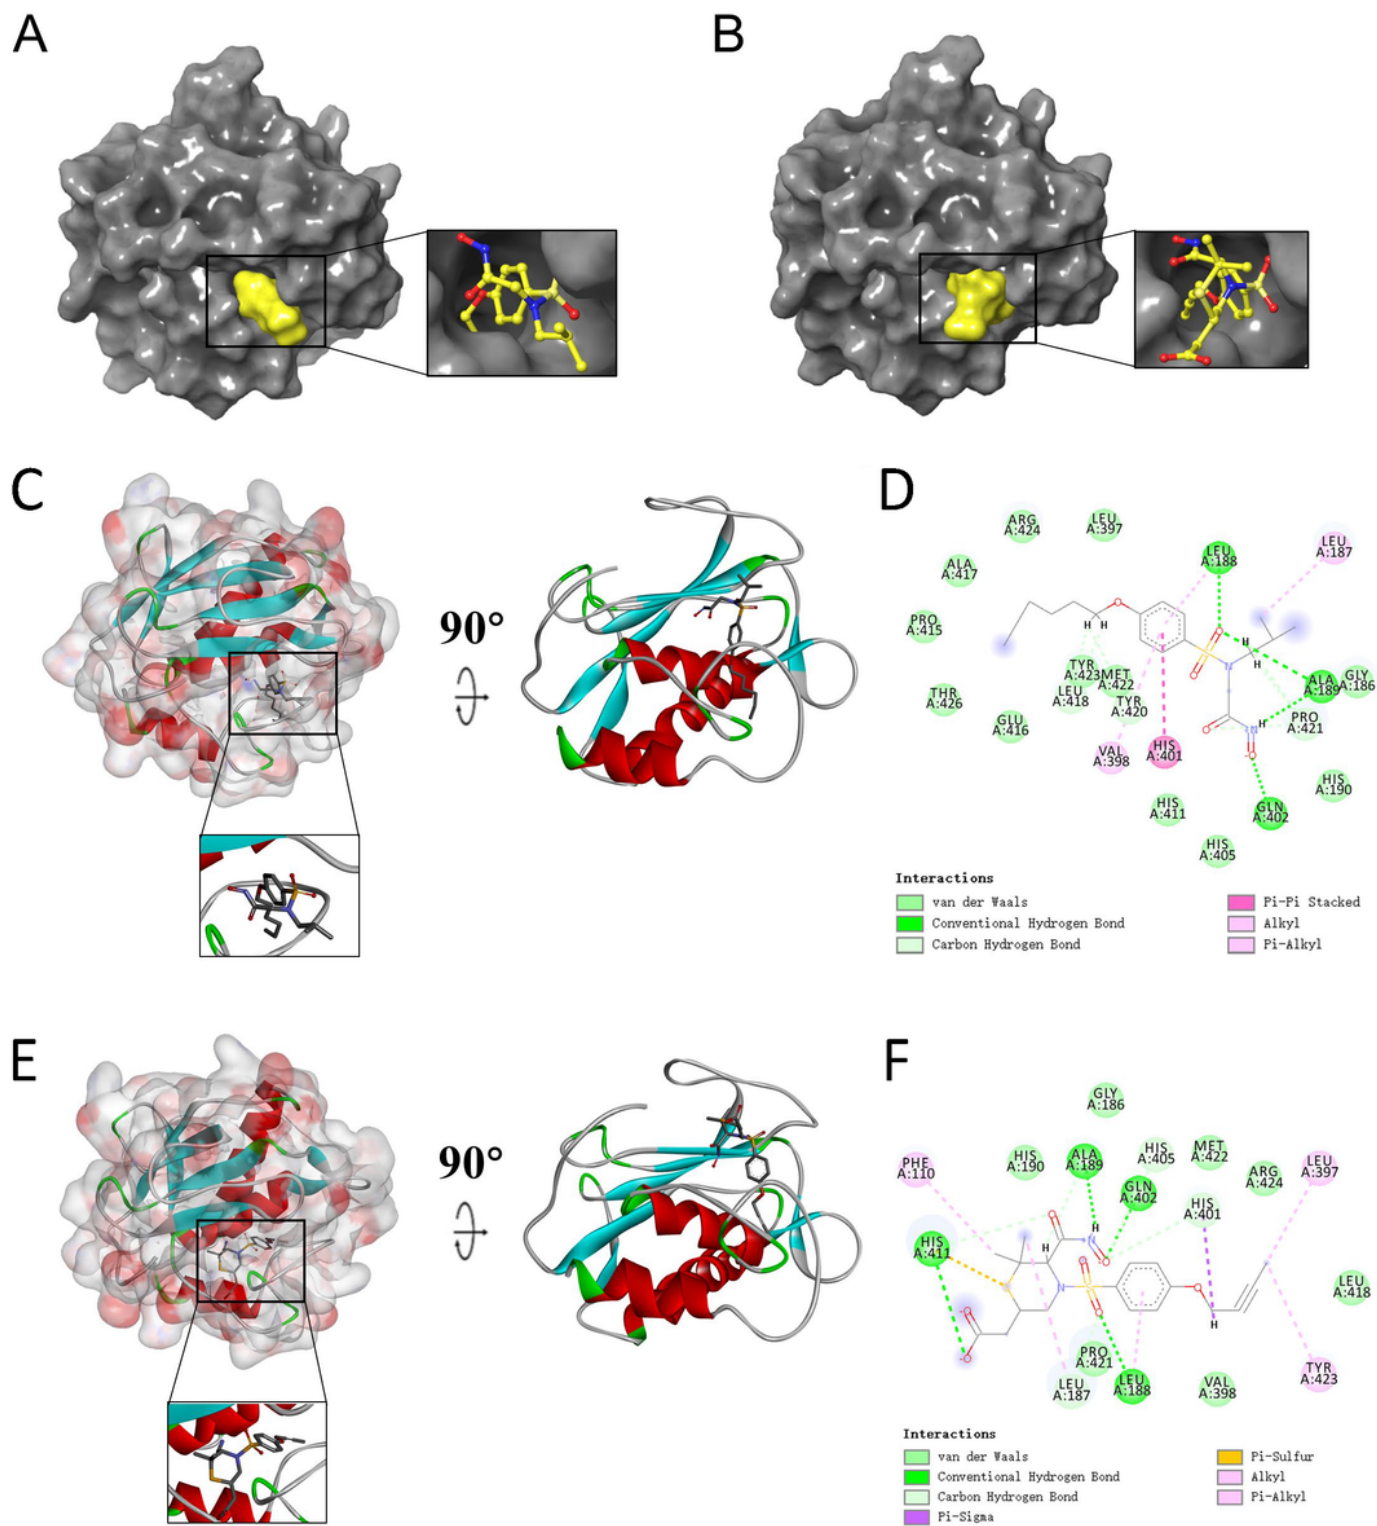 A
B
C
90°
D
ARG
A:424
LEU
A:397
LEU
A:188
LEU
A:187
ALA
A:417
PRO
A:415
THR
A:426
GLU
A:416
TYR
A:423
MET
A:422
LEU
A:418
TYR
A:420
VAL
A:398
HIS
A:401
ALA
A:189
GLY
A:186
PRO
A:421
HIS
A:190
HIS
A:411
GLN
A:402
HIS
A:405
H H
O
O
S
O
N
H
H
O
N
H
O
Interactions
van der Waals
Conventional Hydrogen Bond
Carbon Hydrogen Bond
Pi-Pi Stacked
Alkyl
Pi-Alkyl
E
90°
F
GLY
A:186
PHE
A:110
HIS
A:190
ALA
A:189
HIS
A:405
MET
A:422
GLN
A:402
ARG
A:424
LEU
A:397
HIS
A:401
HIS
A:411
LEU
A:418
PRO
A:421
LEU
A:187
LEU
A:188
VAL
A:398
TYR
A:423
Interactions
van der Waals
Conventional Hydrogen Bond
Carbon Hydrogen Bond
Pi-Sigma
Pi-Sulfur
Alkyl
Pi-Alkyl